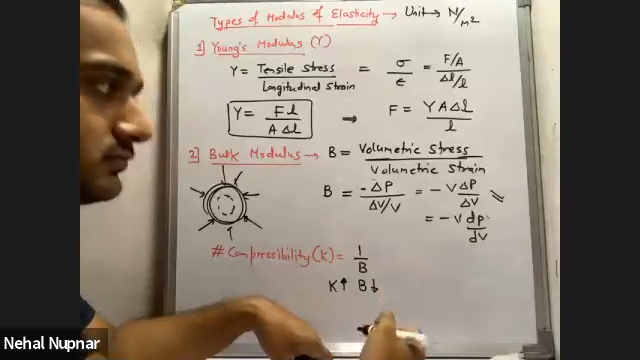 Types of Modulus of Elasticity → Unit → N/m²
1] Young's Modulus (Y)
Y = Tensile Stress / Longitudinal Strain = σ/ϵ = F/A / Δl/l
Y = Fl / AΔl → F = YAΔl / l
2] Bulk Modulus → B = Volumetric Stress / Volumetric Strain
B = -ΔP / ΔV/V = -VΔP / ΔV
= -V dp/dV
# Compressibility (K) = 1/B
K↑ B↓
Nehal Nupnar